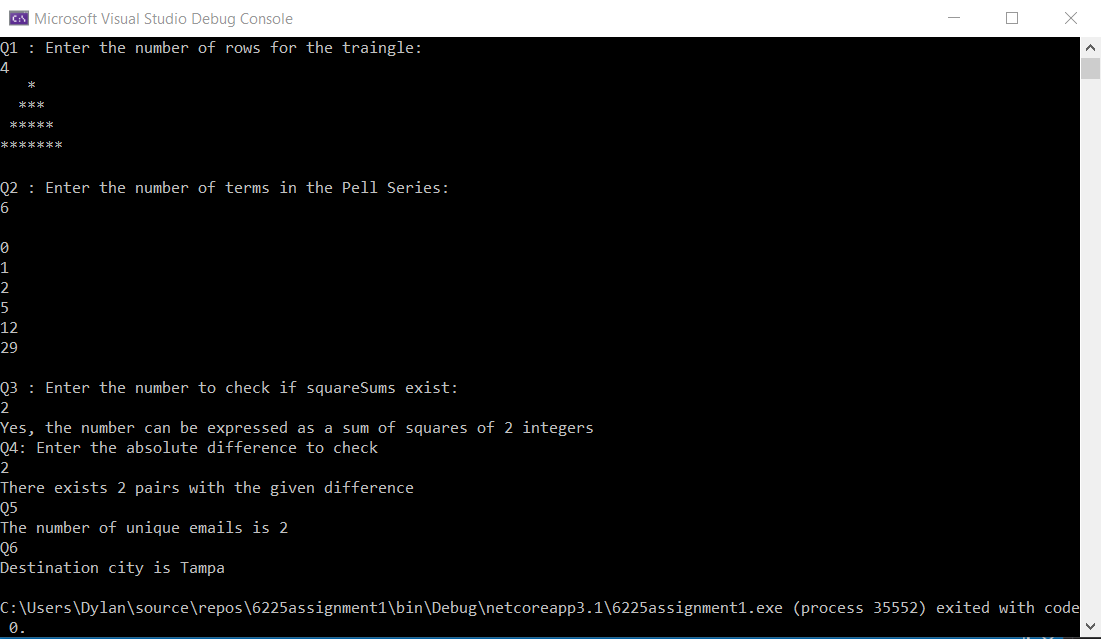 Microsoft Visual Studio Debug Console
Q1 : Enter the number of rows for the traingle:
4
   *
  ***
 *****
*******
Q2 : Enter the number of terms in the Pell Series:
6
0
1
2
5
12
29
Q3 : Enter the number to check if squareSums exist:
2
Yes, the number can be expressed as a sum of squares of 2 integers
Q4: Enter the absolute difference to check
2
There exists 2 pairs with the given difference
Q5
The number of unique emails is 2
Q6
Destination city is Tampa
C:\Users\Dylan\source\repos\6225assignment1\bin\Debug\netcoreapp3.1\6225assignment1.exe (process 35552) exited with code
 0.